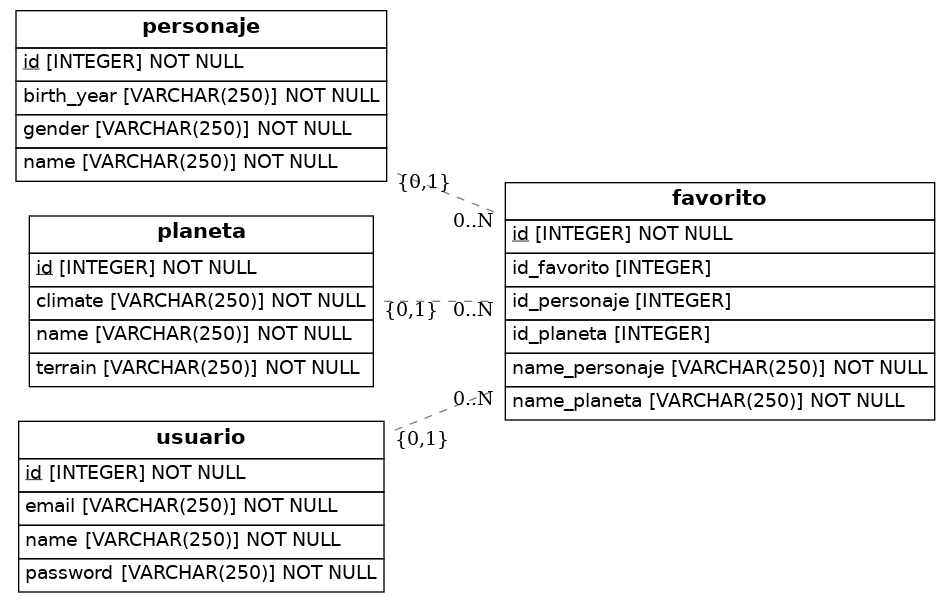 personaje
id [INTEGER] NOT NULL
birth_year [VARCHAR(250)] NOT NULL
gender [VARCHAR(250)] NOT NULL
name [VARCHAR(250)] NOT NULL
{0,1}
0..N
planeta
id [INTEGER] NOT NULL
climate [VARCHAR(250)] NOT NULL
name [VARCHAR(250)] NOT NULL
terrain [VARCHAR(250)] NOT NULL
{0,1}
0..N
usuario
id [INTEGER] NOT NULL
email [VARCHAR(250)] NOT NULL
name [VARCHAR(250)] NOT NULL
password [VARCHAR(250)] NOT NULL
0..N
{0,1}
favorito
id [INTEGER] NOT NULL
id_favorito [INTEGER]
id_personaje [INTEGER]
id_planeta [INTEGER]
name_personaje [VARCHAR(250)] NOT NULL
name_planeta [VARCHAR(250)] NOT NULL